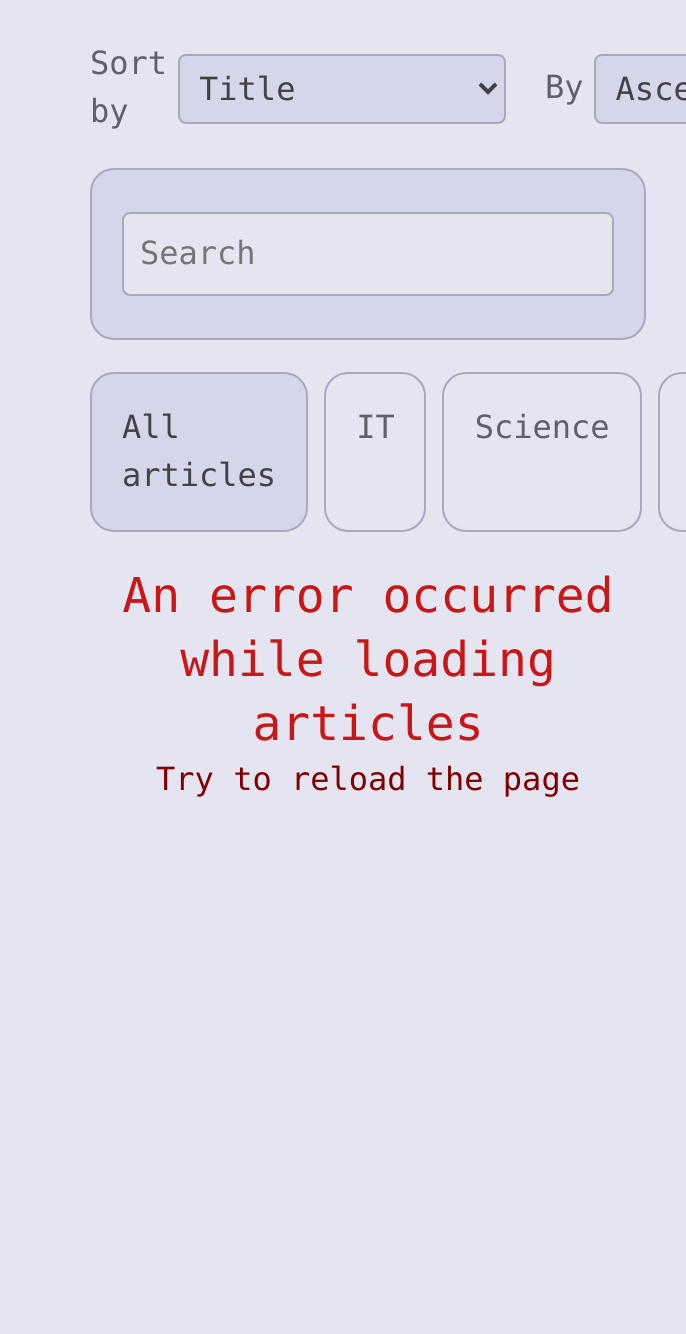 Sort by
Title
By
Asce
Search
All
articles
IT
Science
An error occurred
while loading
articles
Try to reload the page